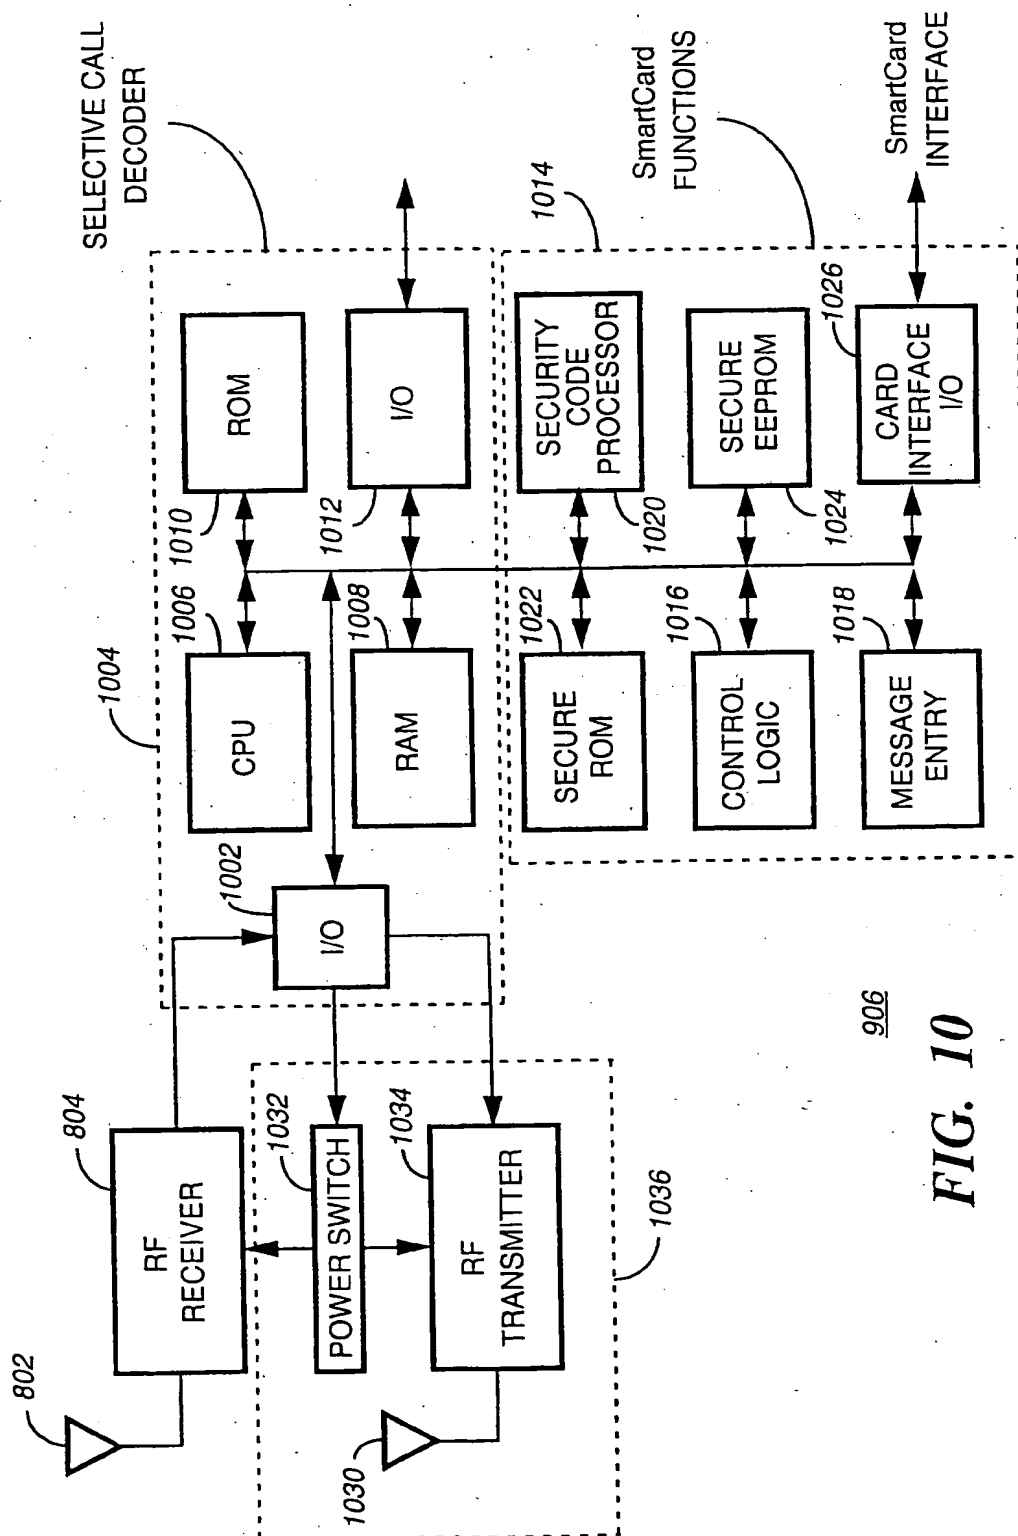 SELECTIVE CALL
DECODER
1004
1006
CPU
1010
ROM
1008
RAM
1012
I/O
1002
I/O
802
804
RF
RECEIVER
1032
POWER SWITCH
1030
1034
RF
TRANSMITTER
1036
1014
SmartCard
FUNCTIONS
1022
SECURE
ROM
1020
SECURITY
CODE
PROCESSOR
1016
CONTROL
LOGIC
1024
SECURE
EEPROM
1018
MESSAGE
ENTRY
1026
CARD
INTERFACE
I/O
SmartCard
INTERFACE
906
FIG. 10